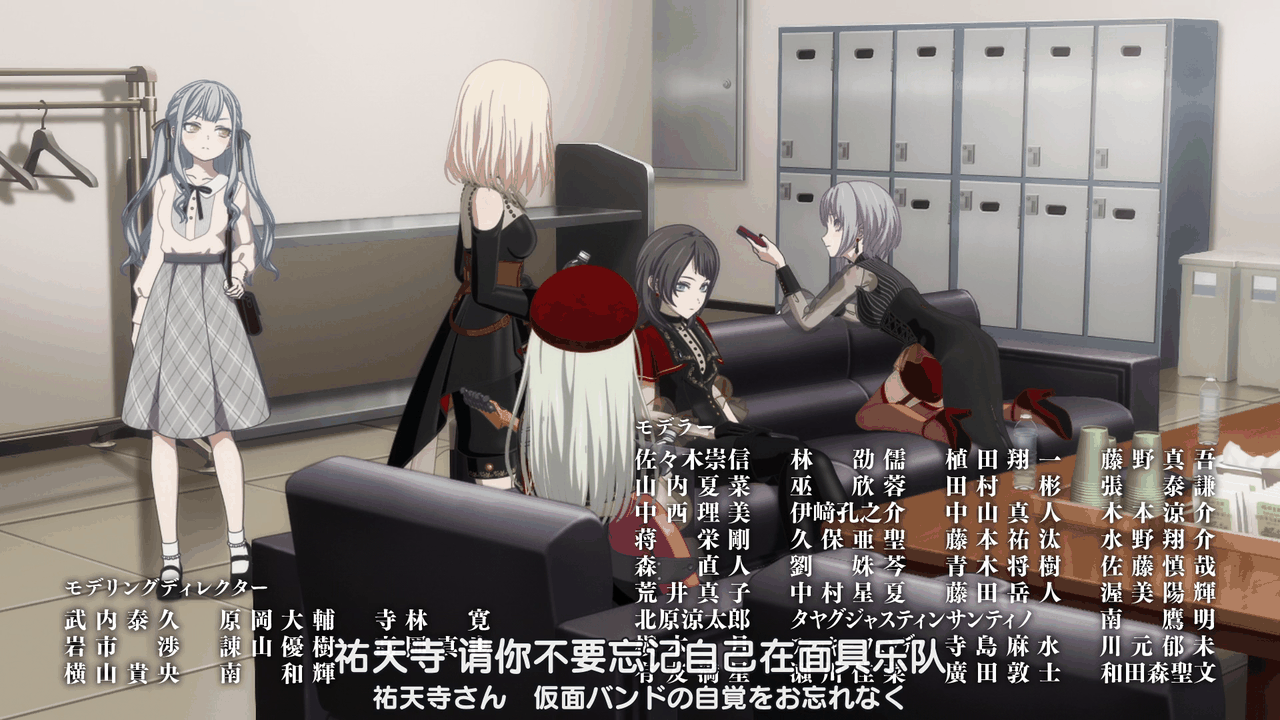 モデラー
佐々木崇信 林 劭儒 植田翔一 藤野真吾
山内夏菜 巫 欣蓉 田村 彬 張 泰謙
中西理美 伊﨑孔之介 中山真人 木本涼介
蒋 栄剛 久保亜聖 藤本祐汰 水野翔介
森 直人 劉 姝岑 青木将樹 佐藤慎哉
荒井真子 中村星夏 藤田岳人 渥美陽輝
北原涼太郎 タヤグジャスティンサンティノ 南 鷹明
寺島麻水 川元郁未
廣田敦士 和田森聖文
モデリングディレクター
武内泰久 原岡大輔 寺林 寛
岩市 渉 諌山優樹
横山貴央 南 和輝
祐天寺 请你不要忘记自己在面具乐队
祐天寺さん 仮面バンドの自覚をお忘れなく